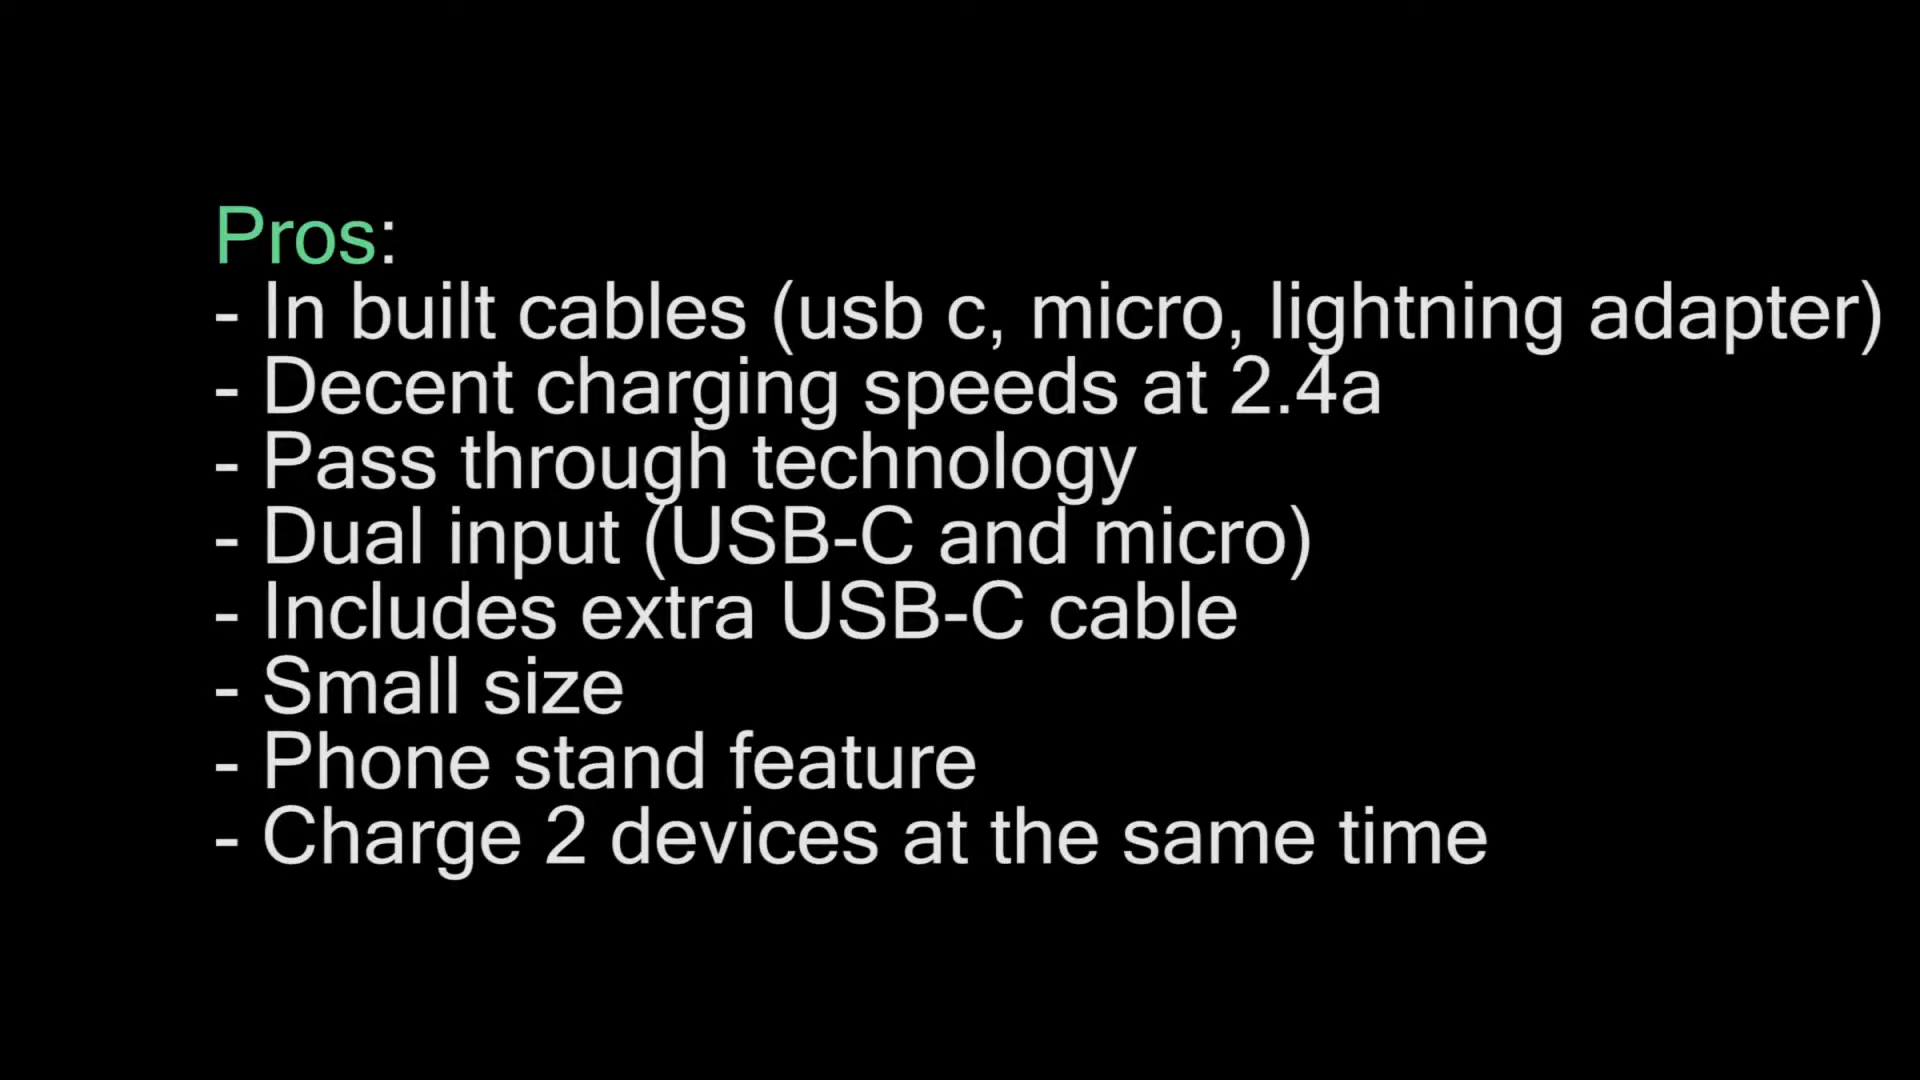 Pros:
- In built cables (usb c, micro, lightning adapter)
- Decent charging speeds at 2.4a
- Pass through technology
- Dual input (USB-C and micro)
- Includes extra USB-C cable
- Small size
- Phone stand feature
- Charge 2 devices at the same time